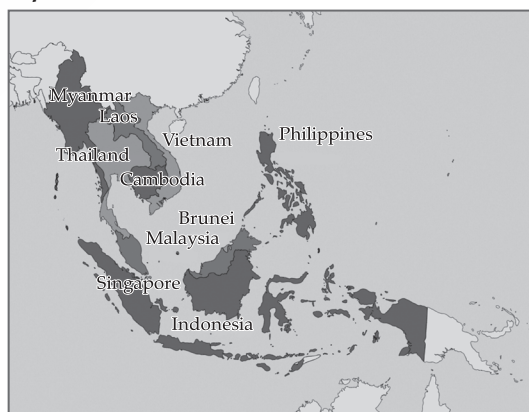 Myanmar
Laos
Vietnam
Philippines
Thailand
Cambodia
Brunei
Malaysia
Singapore
Indonesia